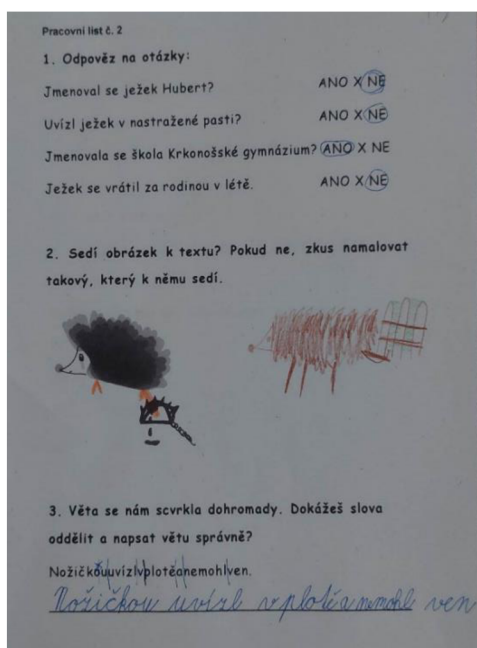 Pracovní list č. 2
1. Odpověz na otázky:
Jmenoval se ježek Hubert? ANO X NE
Uvízl ježek v nastražené pasti? ANO X NE
Jmenovala se škola Krkonošské gymnázium? ANO X NE
Ježek se vrátil za rodinou v létě. ANO X NE
2. Sedí obrázek k textu? Pokud ne, zkus namalovat
takový, který k němu sedí.
3. Věta se nám scvrkla dohromady. Dokážeš slova
oddělit a napsat větu správně?
Nožičkouuvízlvplotěanemohlven.
Nožičkou uvízl v plotě a nemohl ven